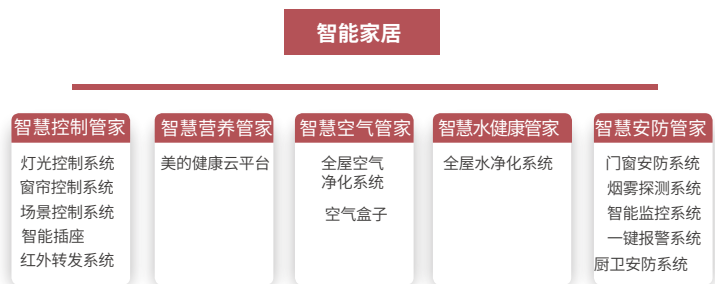 智能家居
智慧控制管家
灯光控制系统
窗帘控制系统
场景控制系统
智能插座
红外转发系统
智慧营养管家
美的健康云平台
智慧空气管家
全屋空气
净化系统
空气盒子
智慧水健康管家
全屋水净化系统
智慧安防管家
门窗安防系统
烟雾探测系统
智能监控系统
一键报警系统
厨卫安防系统